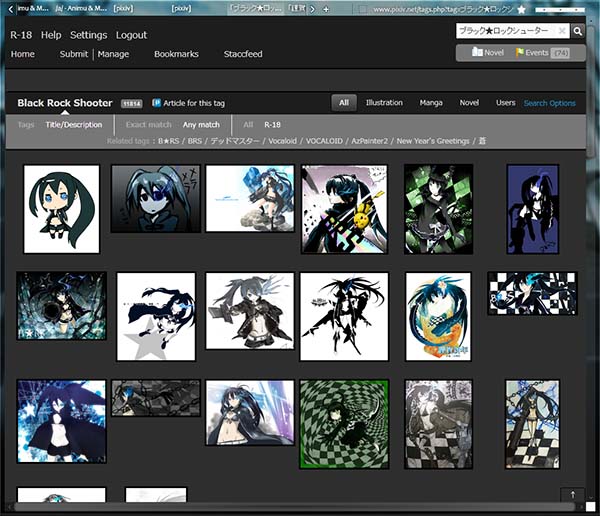 /a/ - Animu & M... [pixiv] [pixiv] 「ブラック★ロッ...
www.pixiv.net/tags.php?tag=ブラック★ロックシ
R-18 Help Settings Logout
ブラック★ロックシューター
Home Submit Manage Bookmarks Staccfeed
Novel Events (74)
Black Rock Shooter 11814 Article for this tag
All Illustration Manga Novel Users Search Options
Tags Title/Description Exact match Any match All R-18
Related tags : B★RS / BRS / デッドマスター / Vocaloid / VOCALOID / AzPainter2 / New Year's Greetings / 蒼
B★RS